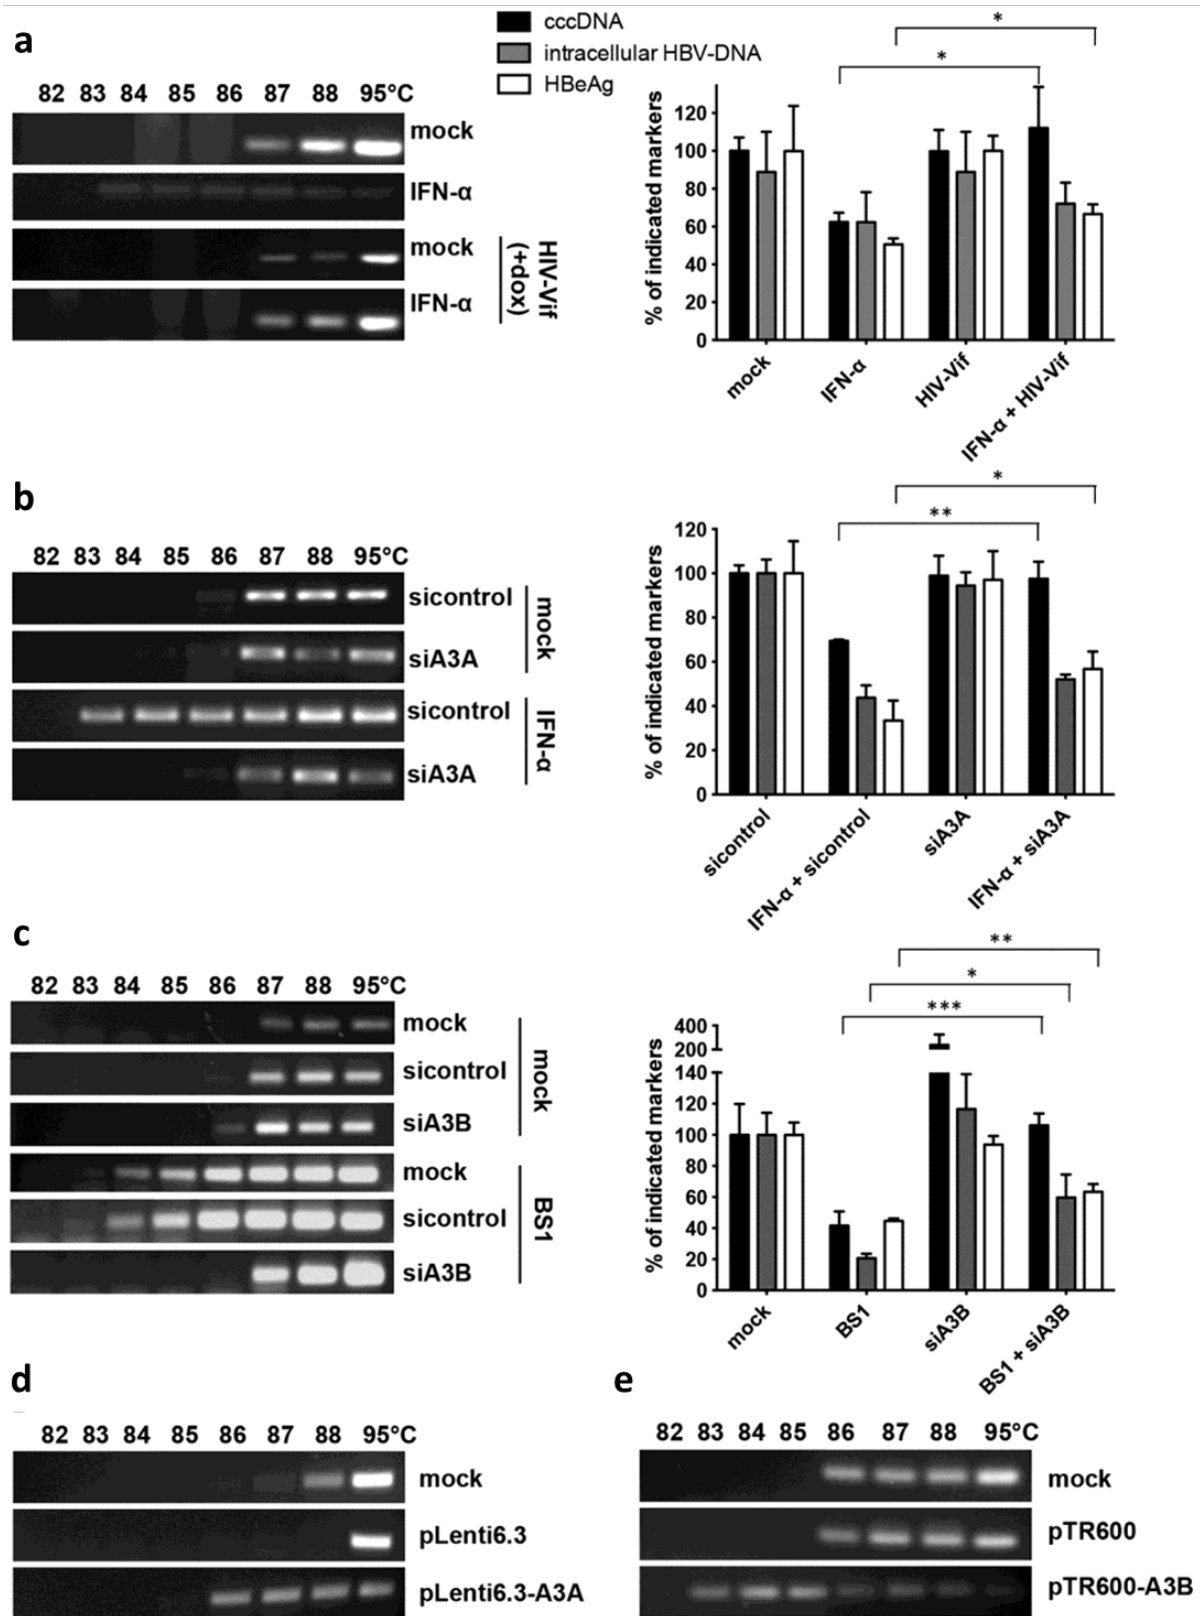 a
82 83 84 85 86 87 88 95°C
mock
IFN-α
mock
IFN-α
HIV-Vif
(+dox)
cccDNA
intracellular HBV-DNA
HBeAg
*
*
% of indicated markers
120
100
80
60
40
20
0
mock
IFN-α
HIV-Vif
IFN-α + HIV-Vif
b
82 83 84 85 86 87 88 95°C
sicontrol
siA3A
mock
sicontrol
siA3A
IFN-α
*
**
% of indicated markers
120
100
80
60
40
20
0
sicontrol
IFN-α + sicontrol
siA3A
IFN-α + siA3A
c
82 83 84 85 86 87 88 95°C
mock
sicontrol
siA3B
mock
mock
sicontrol
siA3B
BS1
**
*
***
% of indicated markers
400
200
140
120
100
80
60
40
20
0
mock
BS1
siA3B
BS1 + siA3B
d
82 83 84 85 86 87 88 95°C
mock
pLenti6.3
pLenti6.3-A3A
e
82 83 84 85 86 87 88 95°C
mock
pTR600
pTR600-A3B